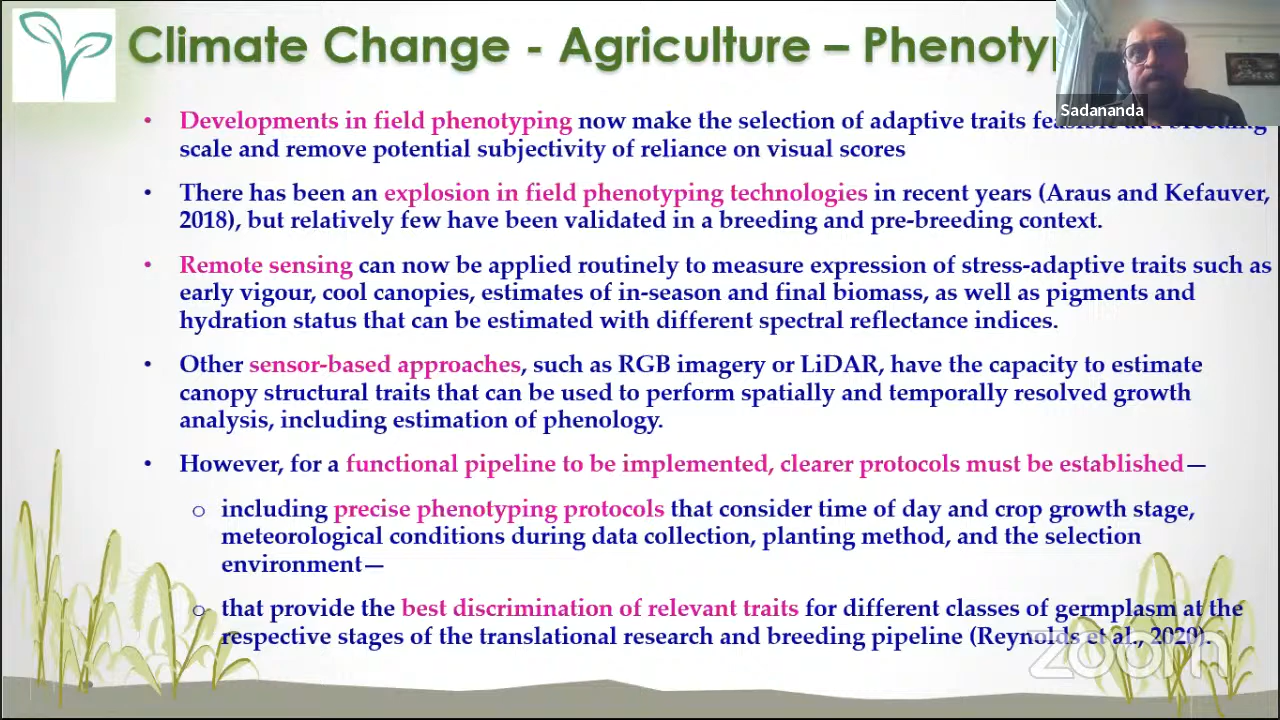 Climate Change - Agriculture – Phenotyp
Sadananda
• Developments in field phenotyping now make the selection of adaptive traits feasible at a breeding
scale and remove potential subjectivity of reliance on visual scores
• There has been an explosion in field phenotyping technologies in recent years (Araus and Kefauver,
2018), but relatively few have been validated in a breeding and pre-breeding context.
• Remote sensing can now be applied routinely to measure expression of stress-adaptive traits such as
early vigour, cool canopies, estimates of in-season and final biomass, as well as pigments and
hydration status that can be estimated with different spectral reflectance indices.
• Other sensor-based approaches, such as RGB imagery or LiDAR, have the capacity to estimate
canopy structural traits that can be used to perform spatially and temporally resolved growth
analysis, including estimation of phenology.
• However, for a functional pipeline to be implemented, clearer protocols must be established—
o including precise phenotyping protocols that consider time of day and crop growth stage,
meteorological conditions during data collection, planting method, and the selection
environment—
o that provide the best discrimination of relevant traits for different classes of germplasm at the
respective stages of the translational research and breeding pipeline (Reynolds et al., 2020).
zoom